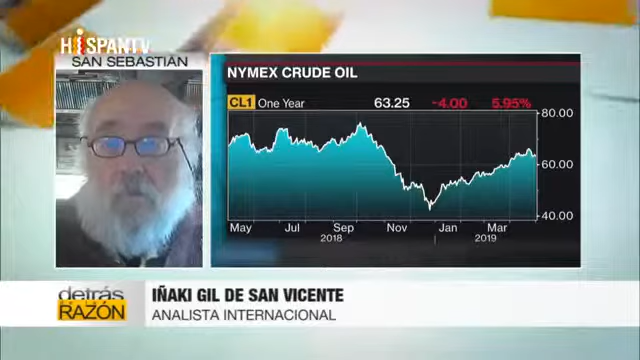 HISPANTV
SAN SEBASTIÁN
NYMEX CRUDE OIL
CL1 One Year 63.25 -4.00 5.95%
80.00
60.00
40.00
May Jul Sep Nov Jan Mar
2018 2019
detrás
RAZÓN
IÑAKI GIL DE SAN VICENTE
ANALISTA INTERNACIONAL